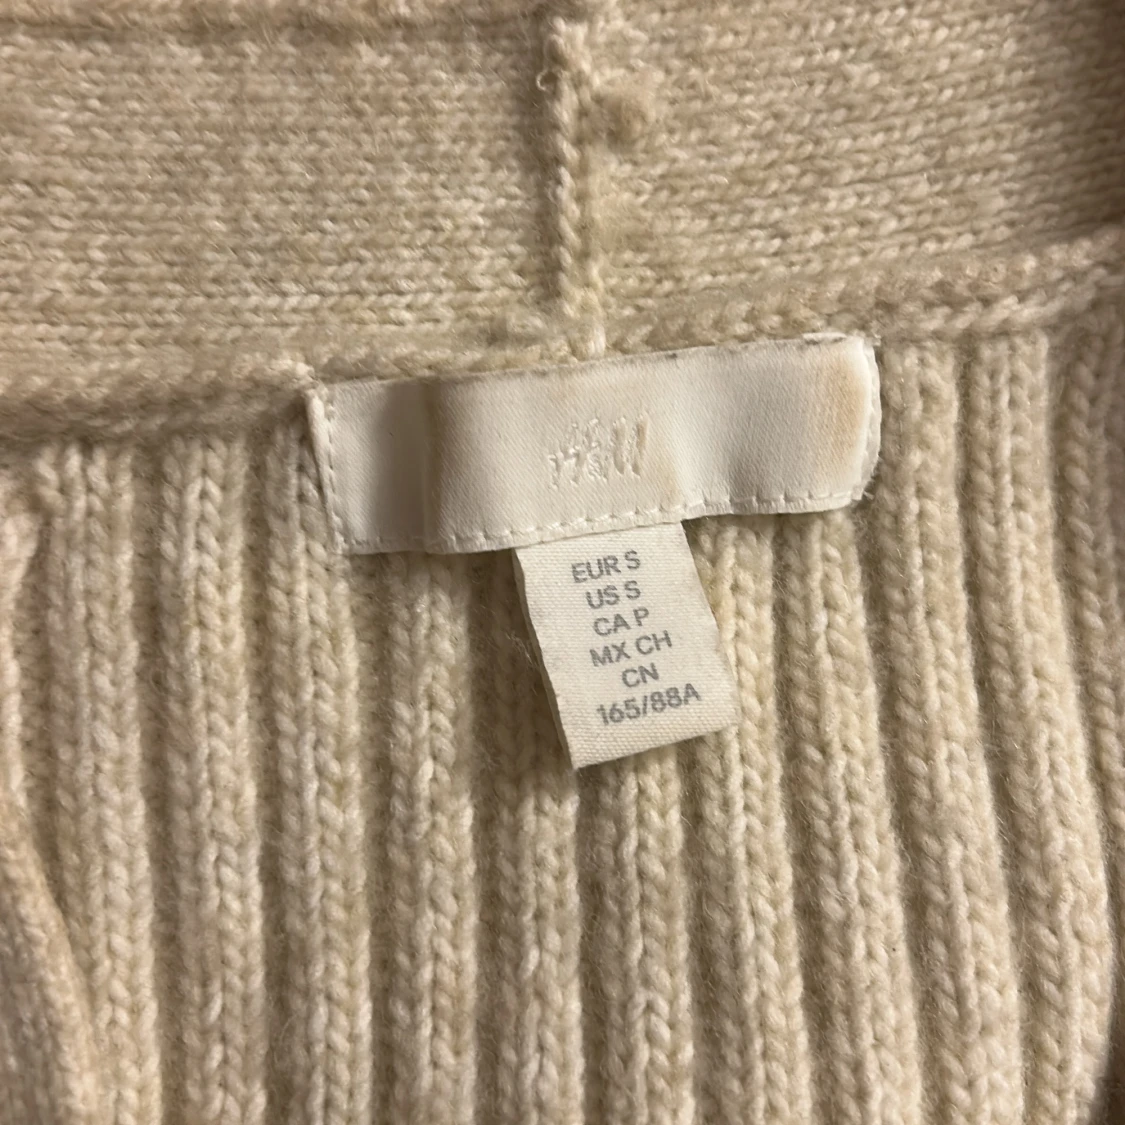 H&M
EUR S
US S
CA P
MX CH
CN
165/88A